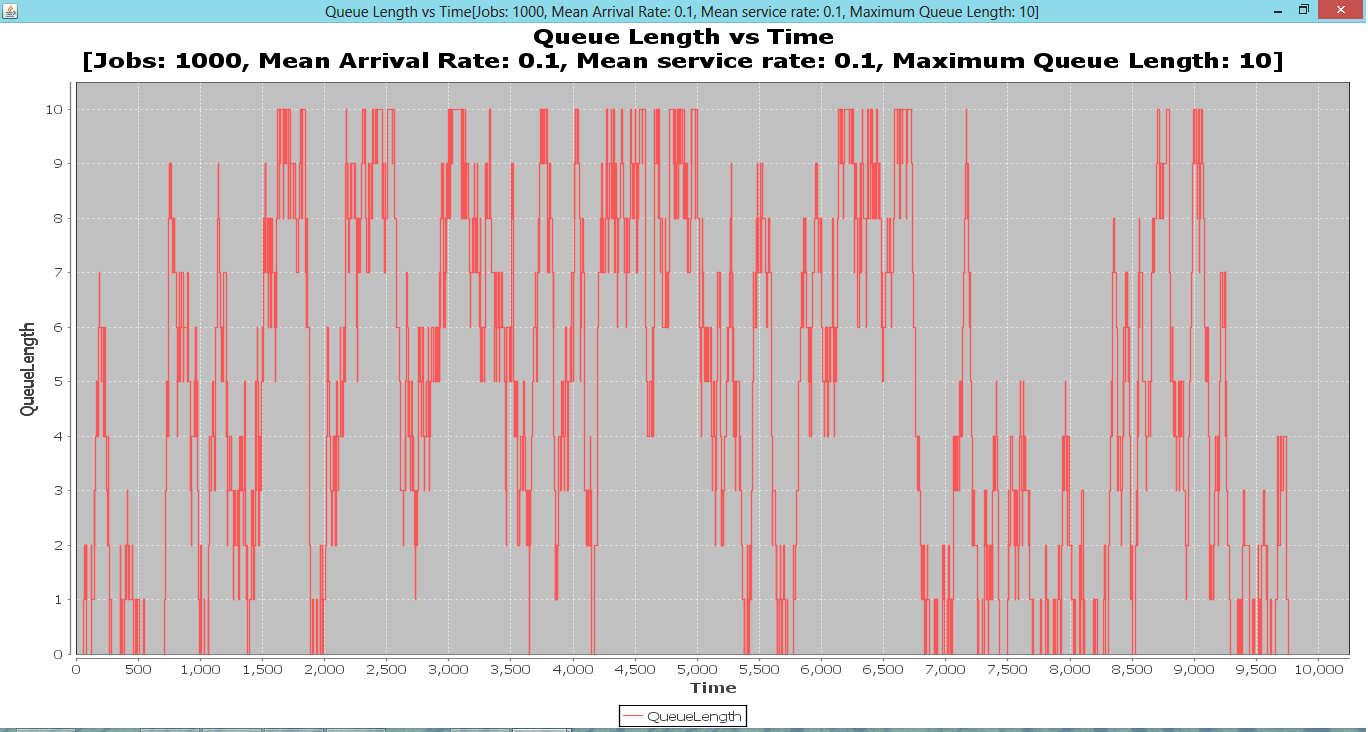 Queue Length vs Time[Jobs: 1000, Mean Arrival Rate: 0.1, Mean service rate: 0.1, Maximum Queue Length: 10]
Queue Length vs Time
[Jobs: 1000, Mean Arrival Rate: 0.1, Mean service rate: 0.1, Maximum Queue Length: 10]
QueueLength
10
9
8
7
6
5
4
3
2
1
0
0 500 1,000 1,500 2,000 2,500 3,000 3,500 4,000 4,500 5,000 5,500 6,000 6,500 7,000 7,500 8,000 8,500 9,000 9,500 10,000
Time
QueueLength